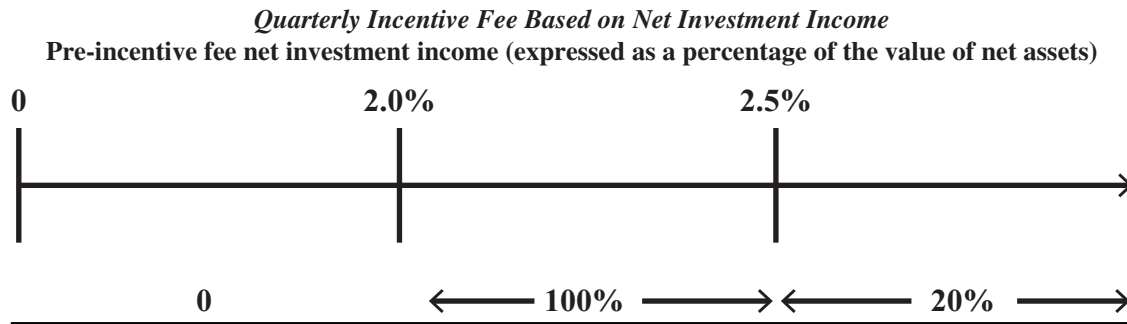 Quarterly Incentive Fee Based on Net Investment Income
Pre-incentive fee net investment income (expressed as a percentage of the value of net assets)
0 2.0% 2.5%
0 100% 20%